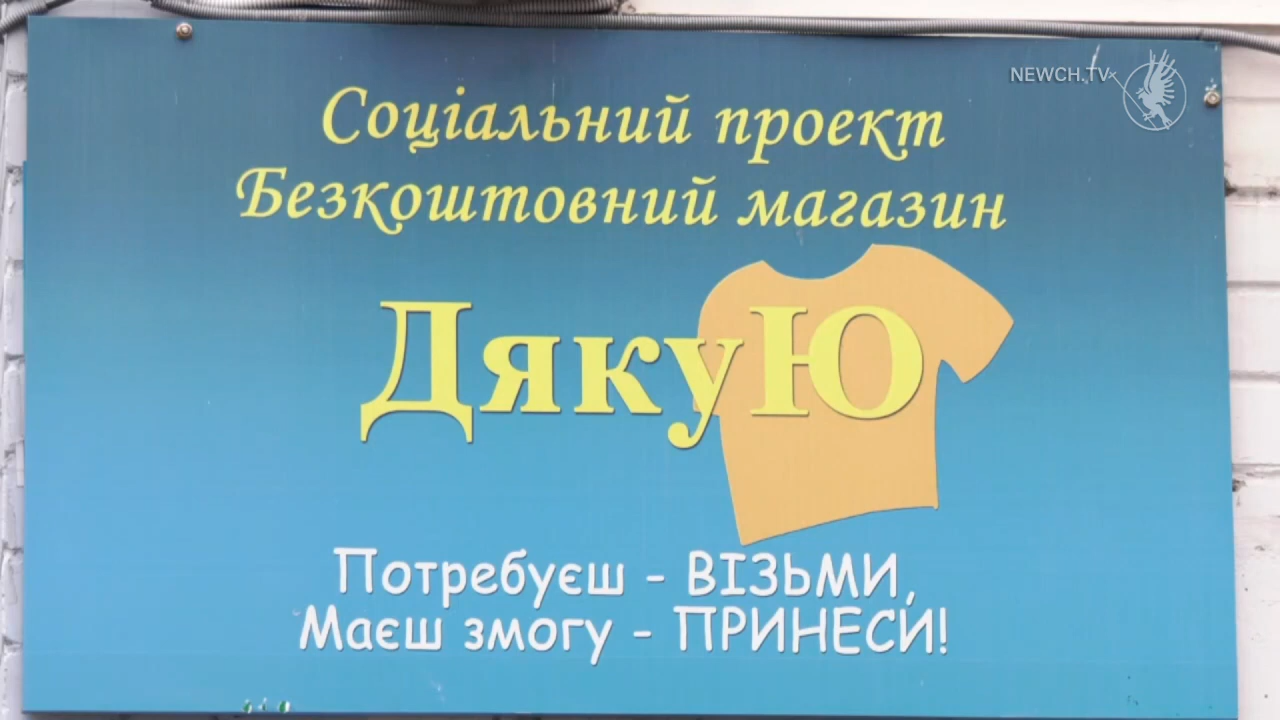 NEWCH.TV
Соціальний проект
Безкоштовний магазин
ДякуЮ
Потребуєш - ВІЗЬМИ,
Маєш змогу - ПРИНЕСИ!